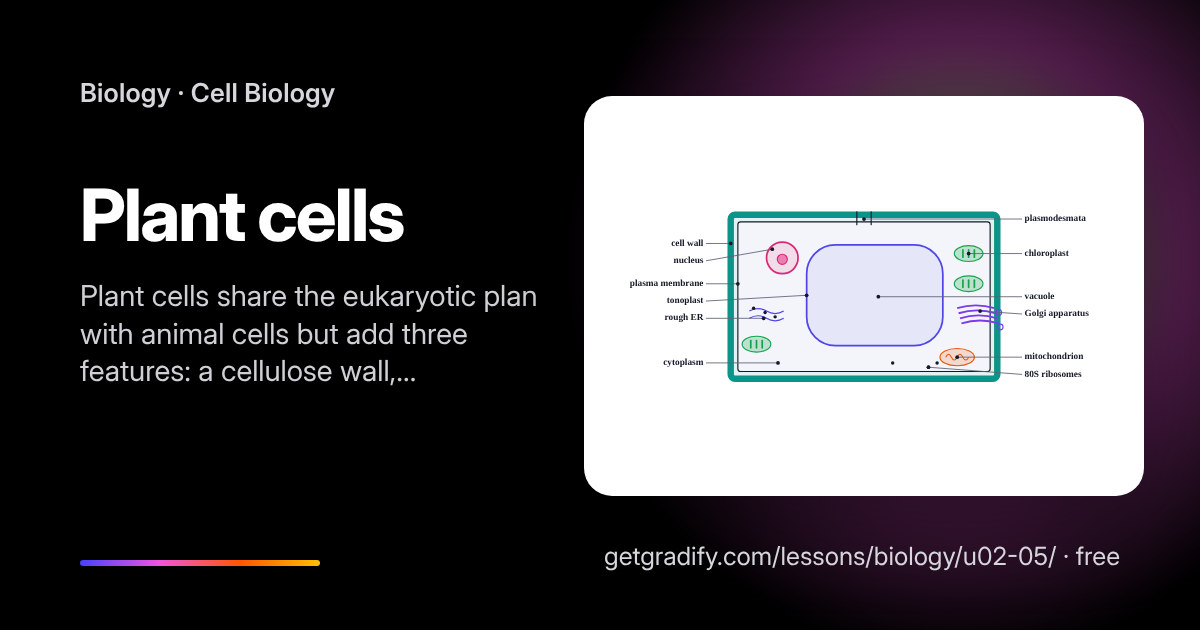 Biology · Cell Biology
Plant cells
Plant cells share the eukaryotic plan
with animal cells but add three
features: a cellulose wall,...
cell wall
nucleus
plasma membrane
tonoplast
rough ER
cytoplasm
plasmodesmata
chloroplast
vacuole
Golgi apparatus
mitochondrion
80S ribosomes
getgradify.com/lessons/biology/u02-05/ · free